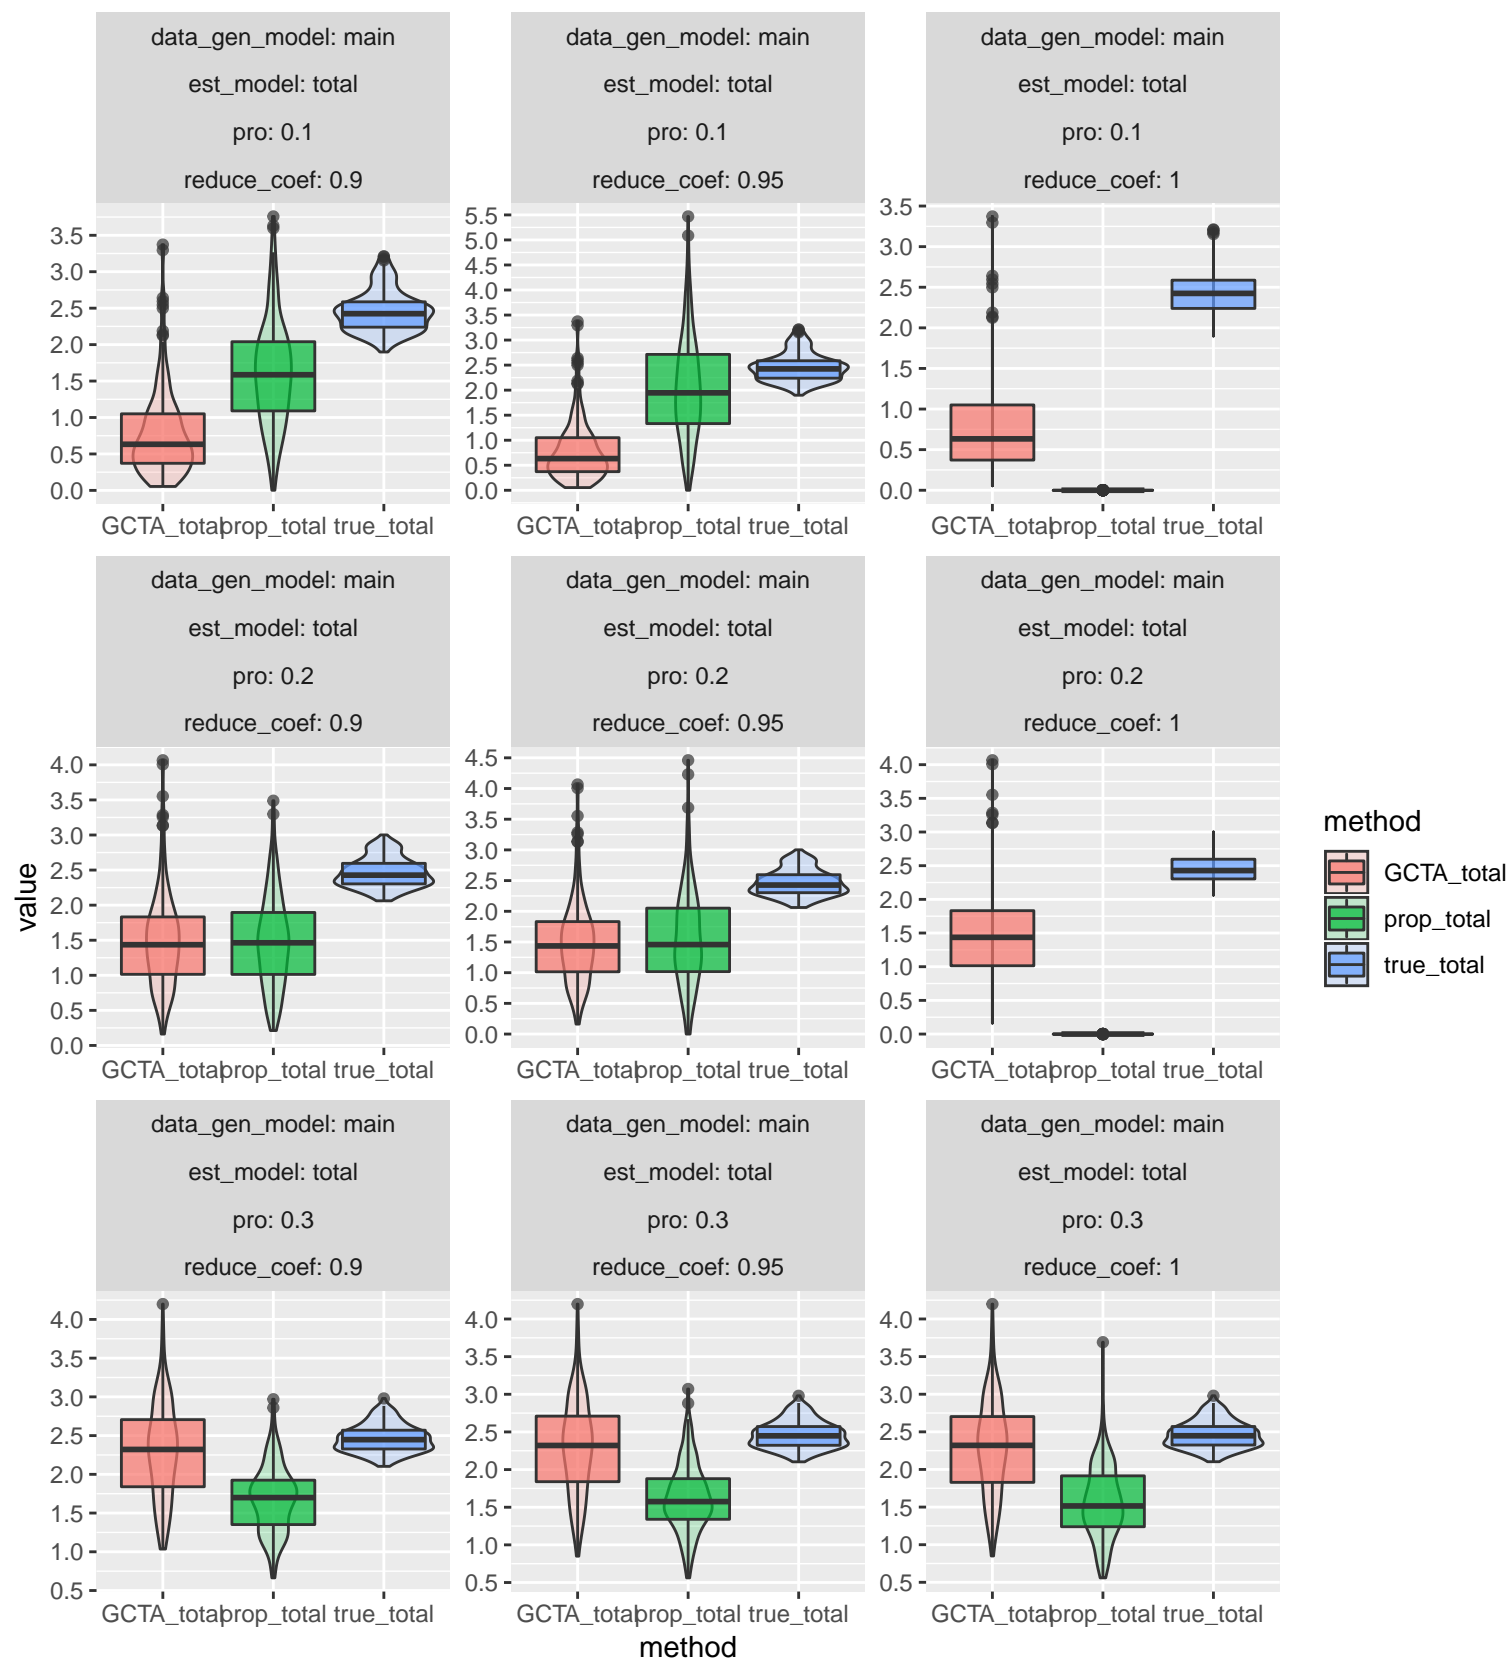 data_gen_model: main
est_model: total
pro: 0.1
reduce_coef: 0.9
3.5
3.0
2.5
2.0
1.5
1.0
0.5
0.0
GCTA_total prop_total true_total
data_gen_model: main
est_model: total
pro: 0.1
reduce_coef: 0.95
5.5
5.0
4.5
4.0
3.5
3.0
2.5
2.0
1.5
1.0
0.5
0.0
GCTA_total prop_total true_total
data_gen_model: main
est_model: total
pro: 0.1
reduce_coef: 1
3.5
3.0
2.5
2.0
1.5
1.0
0.5
0.0
GCTA_total prop_total true_total
value
data_gen_model: main
est_model: total
pro: 0.2
reduce_coef: 0.9
4.0
3.5
3.0
2.5
2.0
1.5
1.0
0.5
0.0
GCTA_total prop_total true_total
data_gen_model: main
est_model: total
pro: 0.2
reduce_coef: 0.95
4.5
4.0
3.5
3.0
2.5
2.0
1.5
1.0
0.5
0.0
GCTA_total prop_total true_total
data_gen_model: main
est_model: total
pro: 0.2
reduce_coef: 1
4.0
3.5
3.0
2.5
2.0
1.5
1.0
0.5
0.0
GCTA_total prop_total true_total
data_gen_model: main
est_model: total
pro: 0.3
reduce_coef: 0.9
4.0
3.5
3.0
2.5
2.0
1.5
1.0
0.5
GCTA_total prop_total true_total
data_gen_model: main
est_model: total
pro: 0.3
reduce_coef: 0.95
4.0
3.5
3.0
2.5
2.0
1.5
1.0
0.5
GCTA_total prop_total true_total
data_gen_model: main
est_model: total
pro: 0.3
reduce_coef: 1
4.0
3.5
3.0
2.5
2.0
1.5
1.0
0.5
GCTA_total prop_total true_total
method
method
GCTA_total
prop_total
true_total